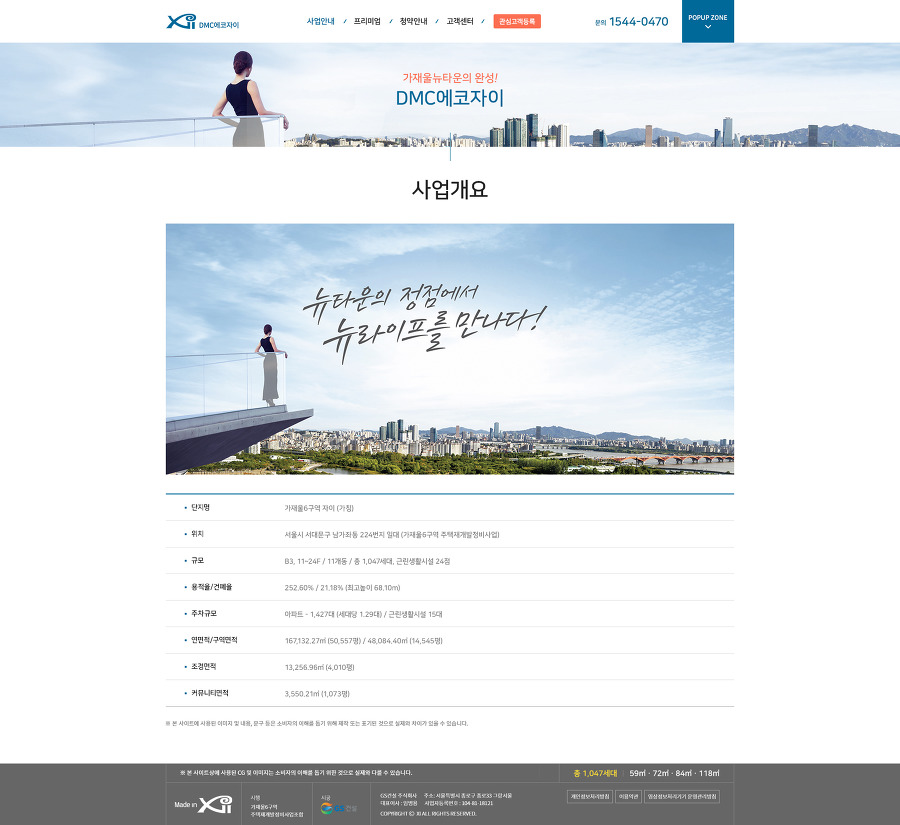 Xii DMC에코자이
사업안내 / 프리미엄 / 청약안내 / 고객센터 / 관심고객등록
문의 1544-0470
POPUP ZONE
가재울뉴타운의 완성!
DMC에코자이
사업개요
뉴타운의 정점에서
뉴라이프를 만나다!
• 단지명 가재울6구역 자이 (가칭)
• 위치 서울시 서대문구 남가좌동 224번지 일대 (가재울6구역 주택재개발정비사업)
• 규모 B3, 11~24F / 11개동 / 총 1,047세대, 근린생활시설 24점
• 용적율/건폐율 252.60% / 21.18% (최고높이 68.10m)
• 주차규모 아파트 - 1,427대 (세대당 1.29대) / 근린생활시설 15대
• 연면적/구역면적 167,132.27㎡ (50,557평) / 48,084.40㎡ (14,545평)
• 조경면적 13,256.96㎡ (4,010평)
• 커뮤니티면적 3,550.21㎡ (1,073평)
※ 본 사이트에 사용된 이미지 및 내용, 문구 등은 소비자의 이해를 돕기 위해 제작 또는 표기된 것으로 실제와 차이가 있을 수 있습니다.
※ 본 사이트상에 사용된 CG 및 이미지는 소비자의 이해를 돕기 위한 것으로 실제와 다를 수 있습니다.
총 1,047세대 | 59㎡ · 72㎡ · 84㎡ · 118㎡
Made in Xii
시행
가재울6구역
주택재개발정비사업조합
시공
GS건설
GS건설 주식회사 주소: 서울특별시 종로구 종로33 그랑서울
대표이사 : 임병용 사업자등록번호 : 104-81-18121
COPYRIGHT ⓒ XI ALL RIGHTS RESERVED.
개인정보처리방침 이용약관 영상정보처리기기 운영관리방침